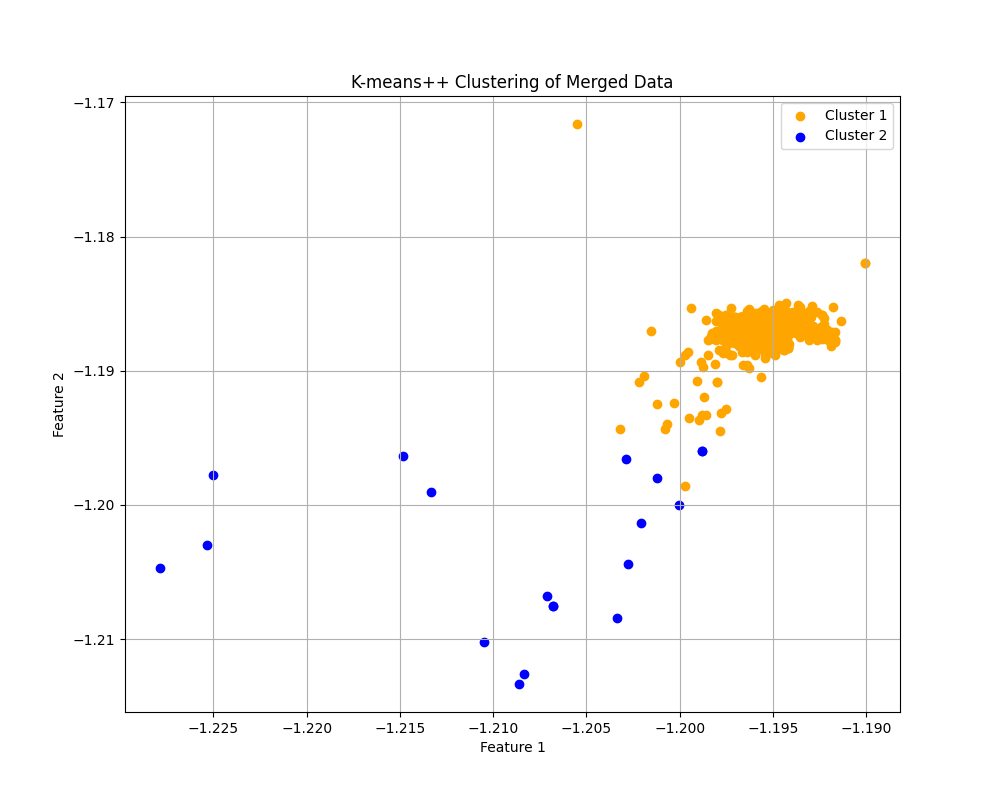 K-means++ Clustering of Merged Data
Cluster 1
Cluster 2
−1.17
−1.18
−1.19
−1.20
−1.21
Feature 2
−1.225
−1.220
−1.215
−1.210
−1.205
−1.200
−1.195
−1.190
Feature 1